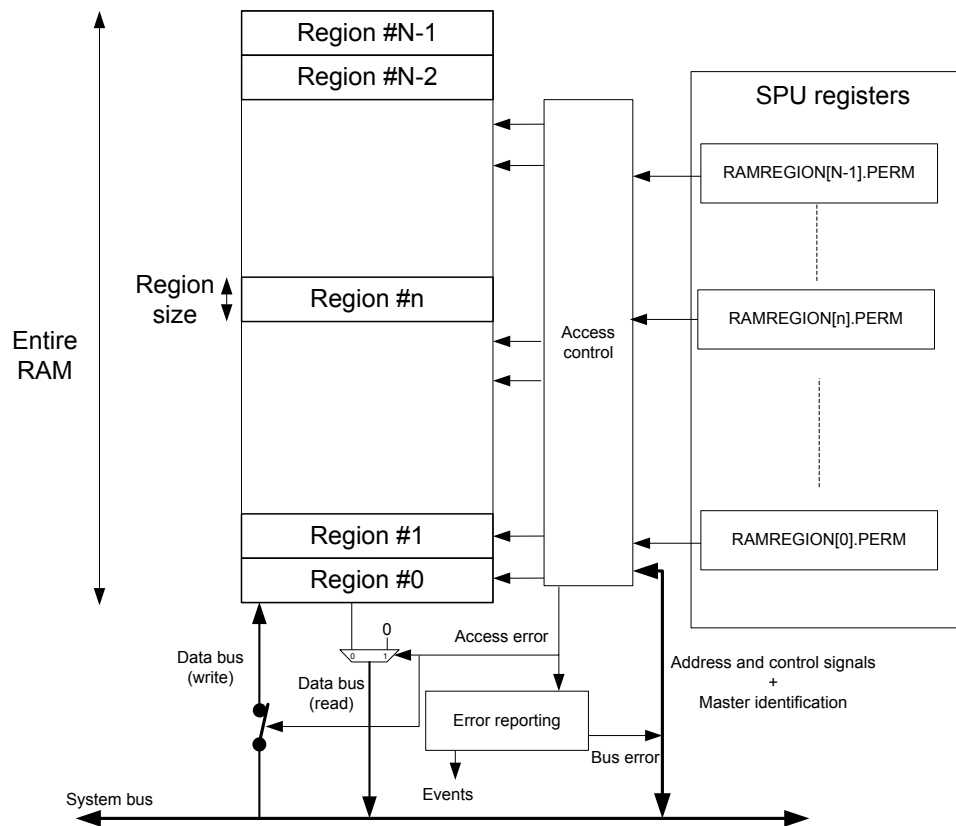 Region #N-1
Region #N-2
SPU registers
RAMREGION[N-1].PERM
Region
size
Region #n
RAMREGION[n].PERM
Entire
RAM
Access
control
Region #1
RAMREGION[0].PERM
Region #0
0
Access error
0 1
Data bus
(write)
Data bus
(read)
Address and control signals
+
Master identification
Error reporting
Bus error
Events
System bus